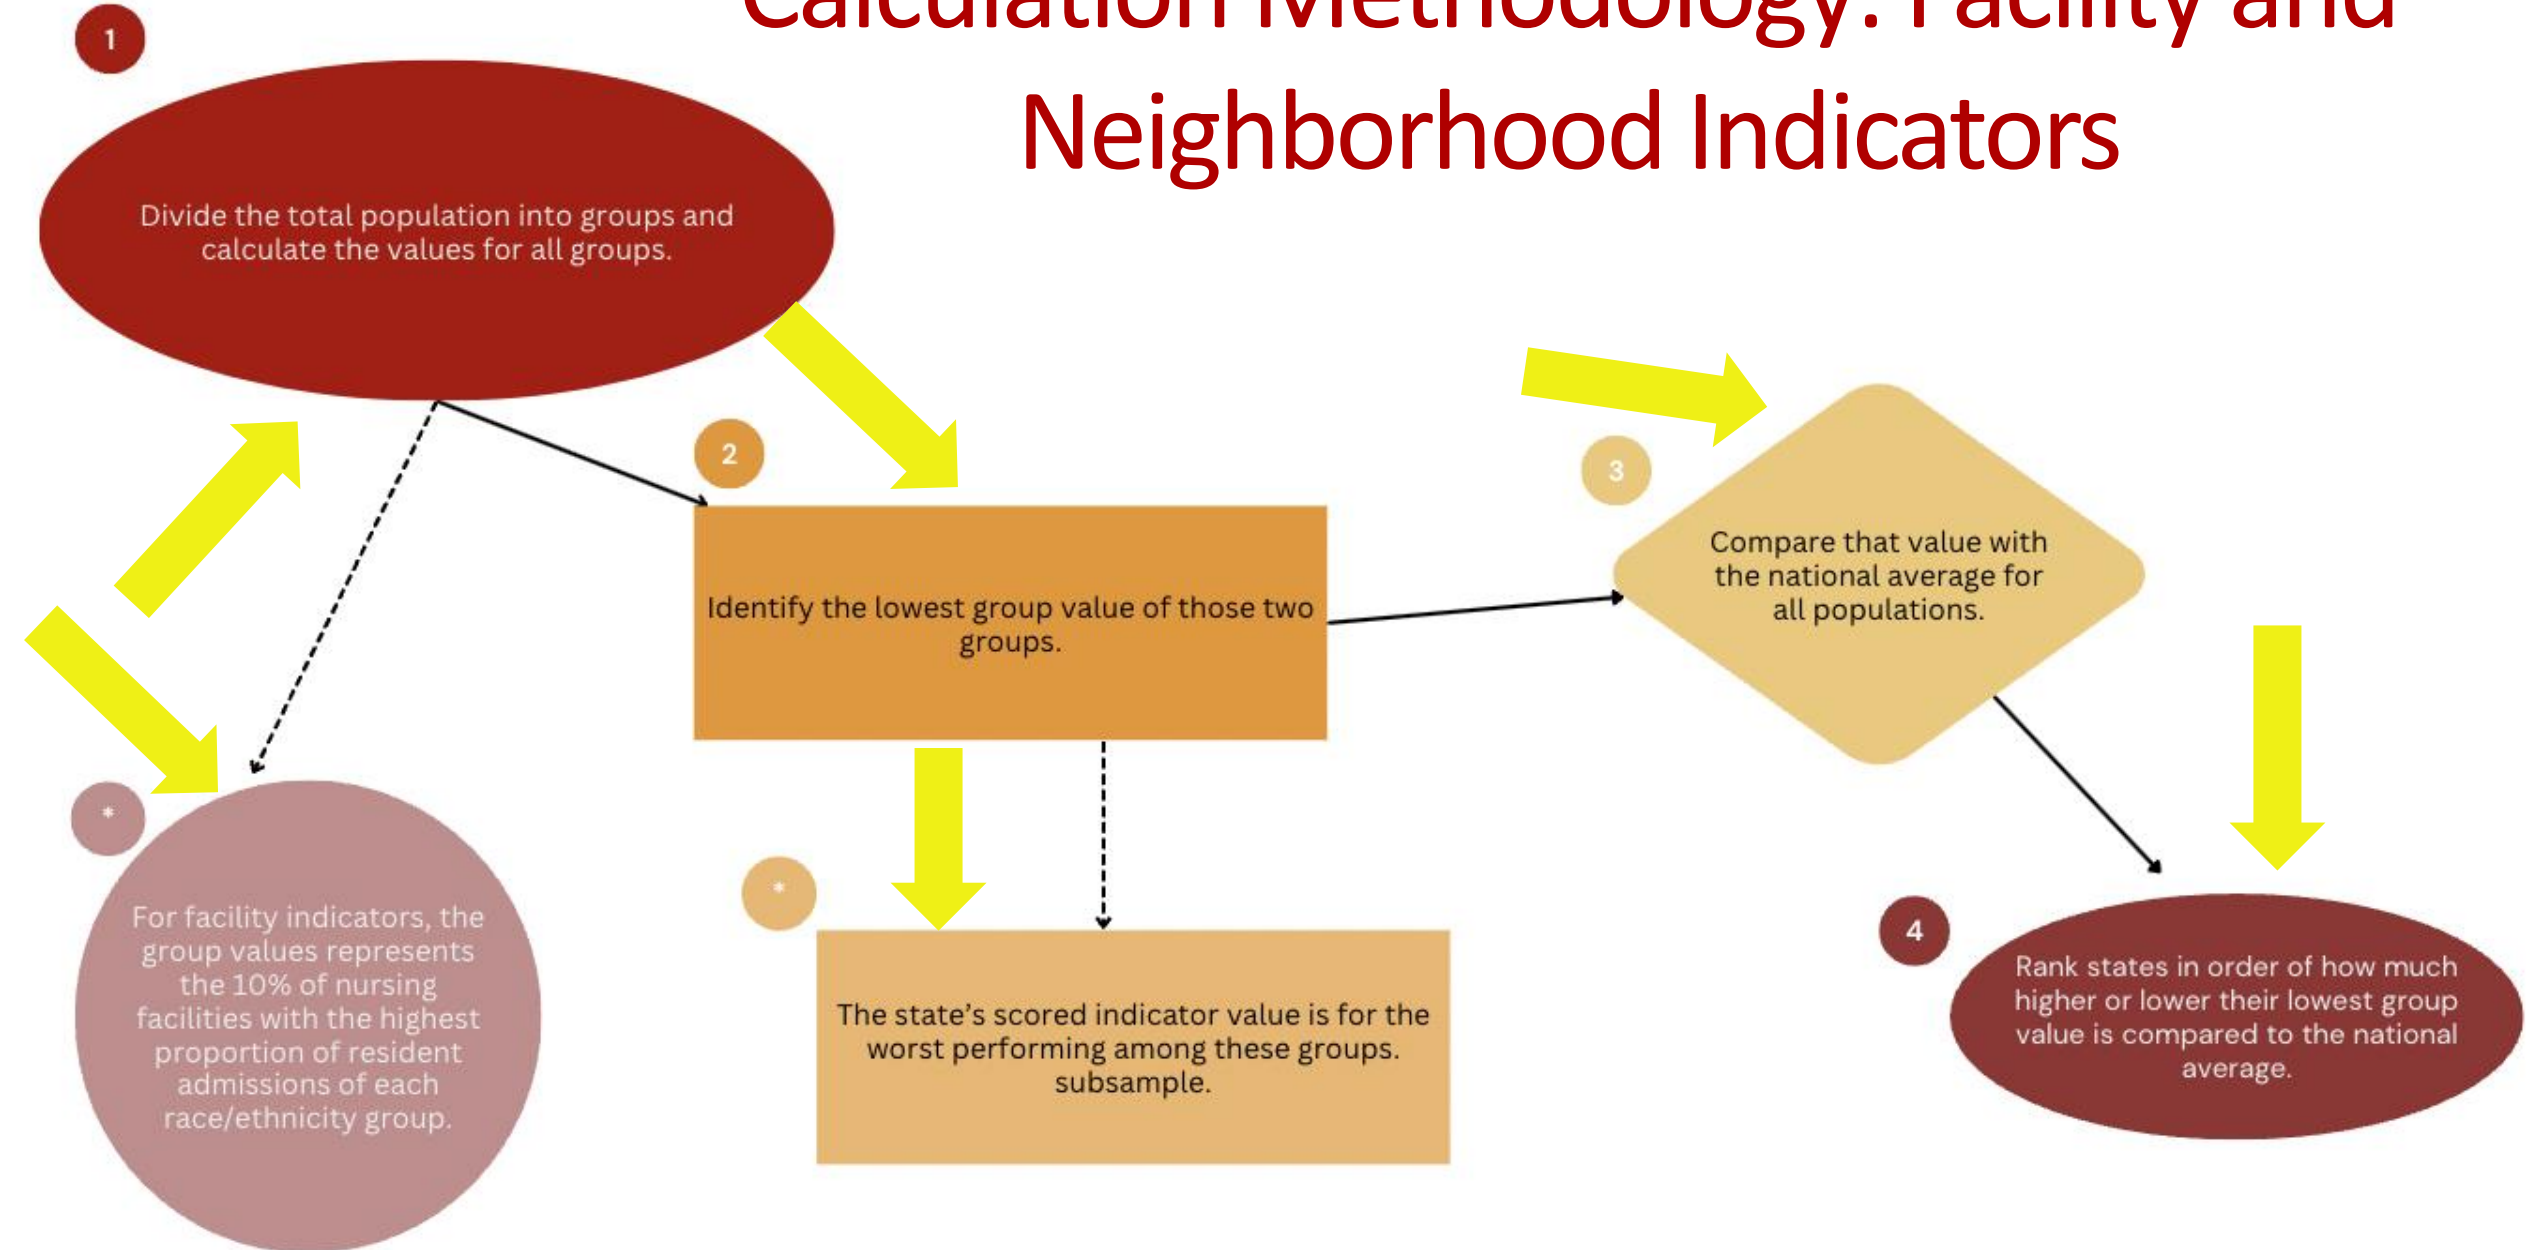 Calculation Methodology: Facility and
Neighborhood Indicators
1
Divide the total population into groups and
calculate the values for all groups.
2
Identify the lowest group value of those two
groups.
3
Compare that value with
the national average for
all populations.
*
For facility indicators, the
group values represents
the 10% of nursing
facilities with the highest
proportion of resident
admissions of each
race/ethnicity group.
*
The state's scored indicator value is for the
worst performing among these groups.
subsample.
4
Rank states in order of how much
higher or lower their lowest group
value is compared to the national
average.